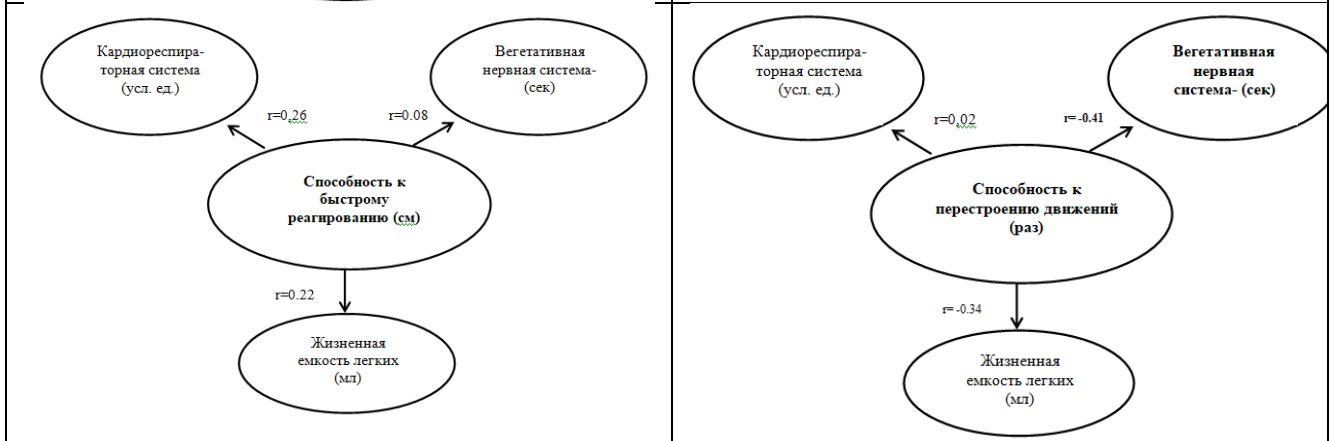 Кардиореспира-
торная система
(усл. ед.)
Вегетативная
нервная система-
(сек)
r=0,26
r=0.08
Способность к
быстрому
реагированию (см)
r=0.22
Жизненная
емкость легких
(мл)
Кардиореспира-
торная система
(усл. ед.)
Вегетативная
нервная
система- (сек)
r=0,02
r= -0.41
Способность к
перестроению движений
(раз)
r= -0.34
Жизненная
емкость легких
(мл)